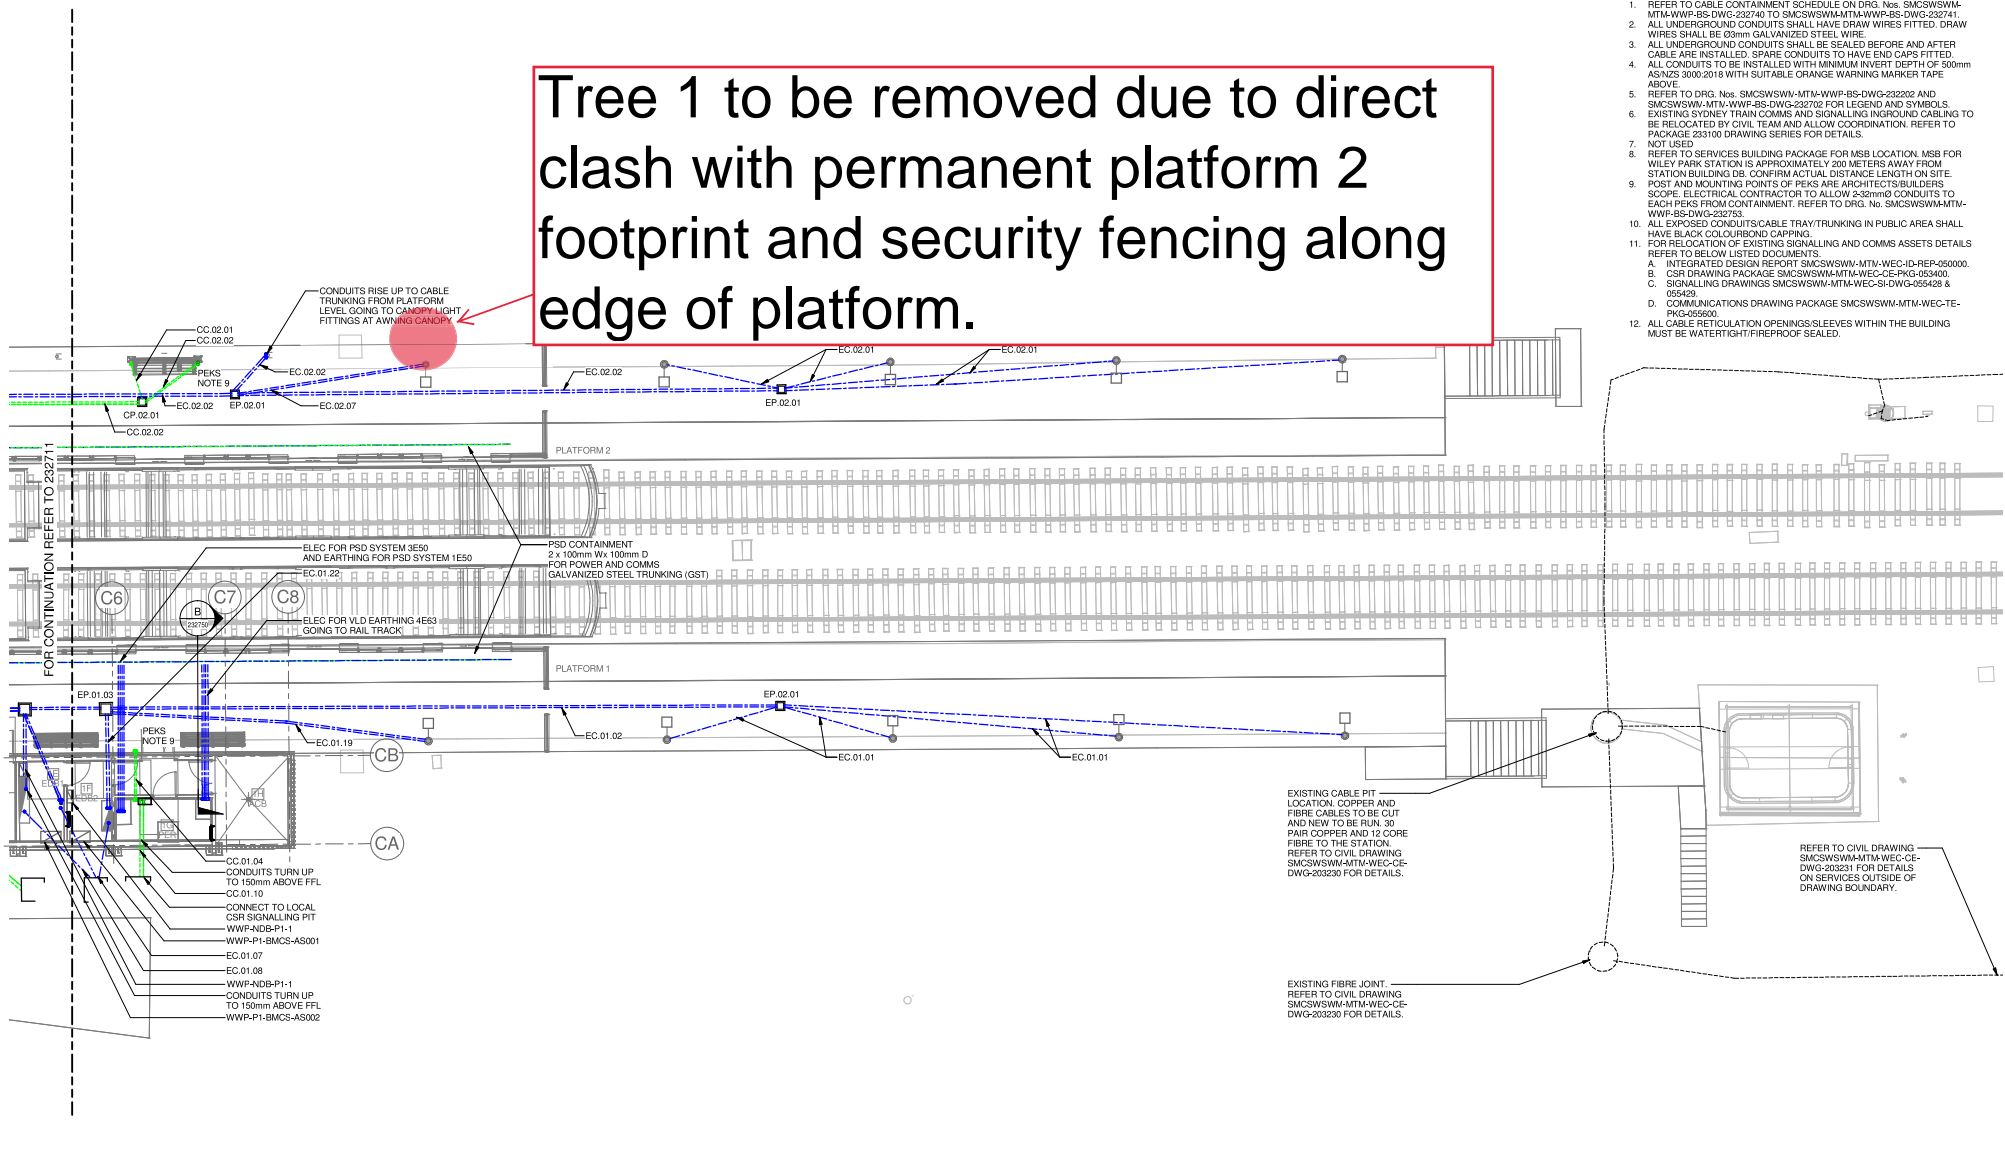 Tree 1 to be removed due to direct
clash with permanent platform 2
footprint and security fencing along
edge of platform.
1. REFER TO CABLE CONTAINMENT SCHEDULE ON DRG. Nos. SMCSWSWM-
MTM-WWP-BS-DWG-232740 TO SMCSWSWM-MTM-WWP-BS-DWG-232741.
2. ALL UNDERGROUND CONDUITS SHALL HAVE DRAW WIRES FITTED. DRAW
WIRES SHALL BE Ø3mm GALVANIZED STEEL WIRE.
3. ALL UNDERGROUND CONDUITS SHALL BE SEALED BEFORE AND AFTER
CABLE ARE INSTALLED. SPARE CONDUITS TO HAVE END CAPS FITTED.
4. ALL CONDUITS TO BE INSTALLED WITH MINIMUM INVERT DEPTH OF 500mm
AS/NZS 3000:2018 WITH SUITABLE ORANGE WARNING MARKER TAPE
ABOVE.
5. REFER TO DRG. Nos. SMCSWSWM-MTM-WWP-BS-DWG-232202 AND
SMCSWSWM-MTM-WWP-BS-DWG-232702 FOR LEGEND AND SYMBOLS.
6. EXISTING SYDNEY TRAIN COMMS AND SIGNALLING INGROUND CABLING TO
BE RELOCATED BY CIVIL TEAM AND ALLOW COORDINATION. REFER TO
PACKAGE 233100 DRAWING SERIES FOR DETAILS.
7. NOT USED
8. REFER TO SERVICES BUILDING PACKAGE FOR MSB LOCATION. MSB FOR
WILEY PARK STATION IS APPROXIMATELY 200 METERS AWAY FROM
STATION BUILDING DB. CONFIRM ACTUAL DISTANCE LENGTH ON SITE.
9. POST AND MOUNTING POINTS OF PEKS ARE ARCHITECTS/BUILDERS
SCOPE. ELECTRICAL CONTRACTOR TO ALLOW 2-32mmØ CONDUITS TO
EACH PEKS FROM CONTAINMENT. REFER TO DRG. No. SMCSWSWM-MTM-
WWP-BS-DWG-232753.
10. ALL EXPOSED CONDUITS/CABLE TRAY/TRUNKING IN PUBLIC AREA SHALL
HAVE BLACK COLOURBOND CAPPING.
11. FOR RELOCATION OF EXISTING SIGNALLING AND COMMS ASSETS DETAILS
REFER TO BELOW LISTED DOCUMENTS.
A. INTEGRATED DESIGN REPORT SMCSWSWM-MTM-WEC-ID-REP-050000.
B. CSR DRAWING PACKAGE SMCSWSWM-MTM-WEC-CE-PKG-053400.
C. SIGNALLING DRAWINGS SMCSWSWM-MTM-WEC-SI-DWG-055428 &
055429.
D. COMMUNICATIONS DRAWING PACKAGE SMCSWSWM-MTM-WEC-TE-
PKG-055600.
12. ALL CABLE RETICULATION OPENINGS/SLEEVES WITHIN THE BUILDING
MUST BE WATERTIGHT/FIREPROOF SEALED.
CONDUITS RISE UP TO CABLE
TRUNKING FROM PLATFORM
LEVEL GOING TO CANOPY LIGHT
FITTINGS AT AWNING CANOPY
CC.02.01
CC.02.02
PEKS
NOTE 9
EC.02.02
EC.02.02
EC.02.01
EC.02.01
EC.02.02
EP.02.01
EC.02.07
EP.02.01
CP.02.01
CC.02.02
PLATFORM 2
FOR CONTINUATION REFER TO 232711
ELEC FOR PSD SYSTEM 3E50
AND EARTHING FOR PSD SYSTEM 1E50
EC.01.22
PSD CONTAINMENT
2 x 100mm Wx 100mm D
FOR POWER AND COMMS
GALVANIZED STEEL TRUNKING (GST)
C6
C7
C8
B
232750
ELEC FOR VLD EARTHING 4E63
GOING TO RAIL TRACK
PLATFORM 1
EP.01.03
EP.02.01
PEKS
NOTE 9
EC.01.19
EC.01.02
EC.01.01
EC.01.01
CB
CA
EXISTING CABLE PIT
LOCATION. COPPER AND
FIBRE CABLES TO BE CUT
AND NEW TO BE RUN. 30
PAIR COPPER AND 12 CORE
FIBRE TO THE STATION.
REFER TO CIVIL DRAWING
SMCSWSWM-MTM-WEC-CE-
DWG-203230 FOR DETAILS.
REFER TO CIVIL DRAWING
SMCSWSWM-MTM-WEC-CE-
DWG-203231 FOR DETAILS
ON SERVICES OUTSIDE OF
DRAWING BOUNDARY.
CC.01.04
CONDUITS TURN UP
TO 150mm ABOVE FFL
CC.01.10
CONNECT TO LOCAL
CSR SIGNALLING PIT
WWP-NDB-P1-1
WWP-P1-BMCS-AS001
EC.01.07
EC.01.08
WWP-NDB-P1-1
CONDUITS TURN UP
TO 150mm ABOVE FFL
WWP-P1-BMCS-AS002
EXISTING FIBRE JOINT.
REFER TO CIVIL DRAWING
SMCSWSWM-MTM-WEC-CE-
DWG-203230 FOR DETAILS.